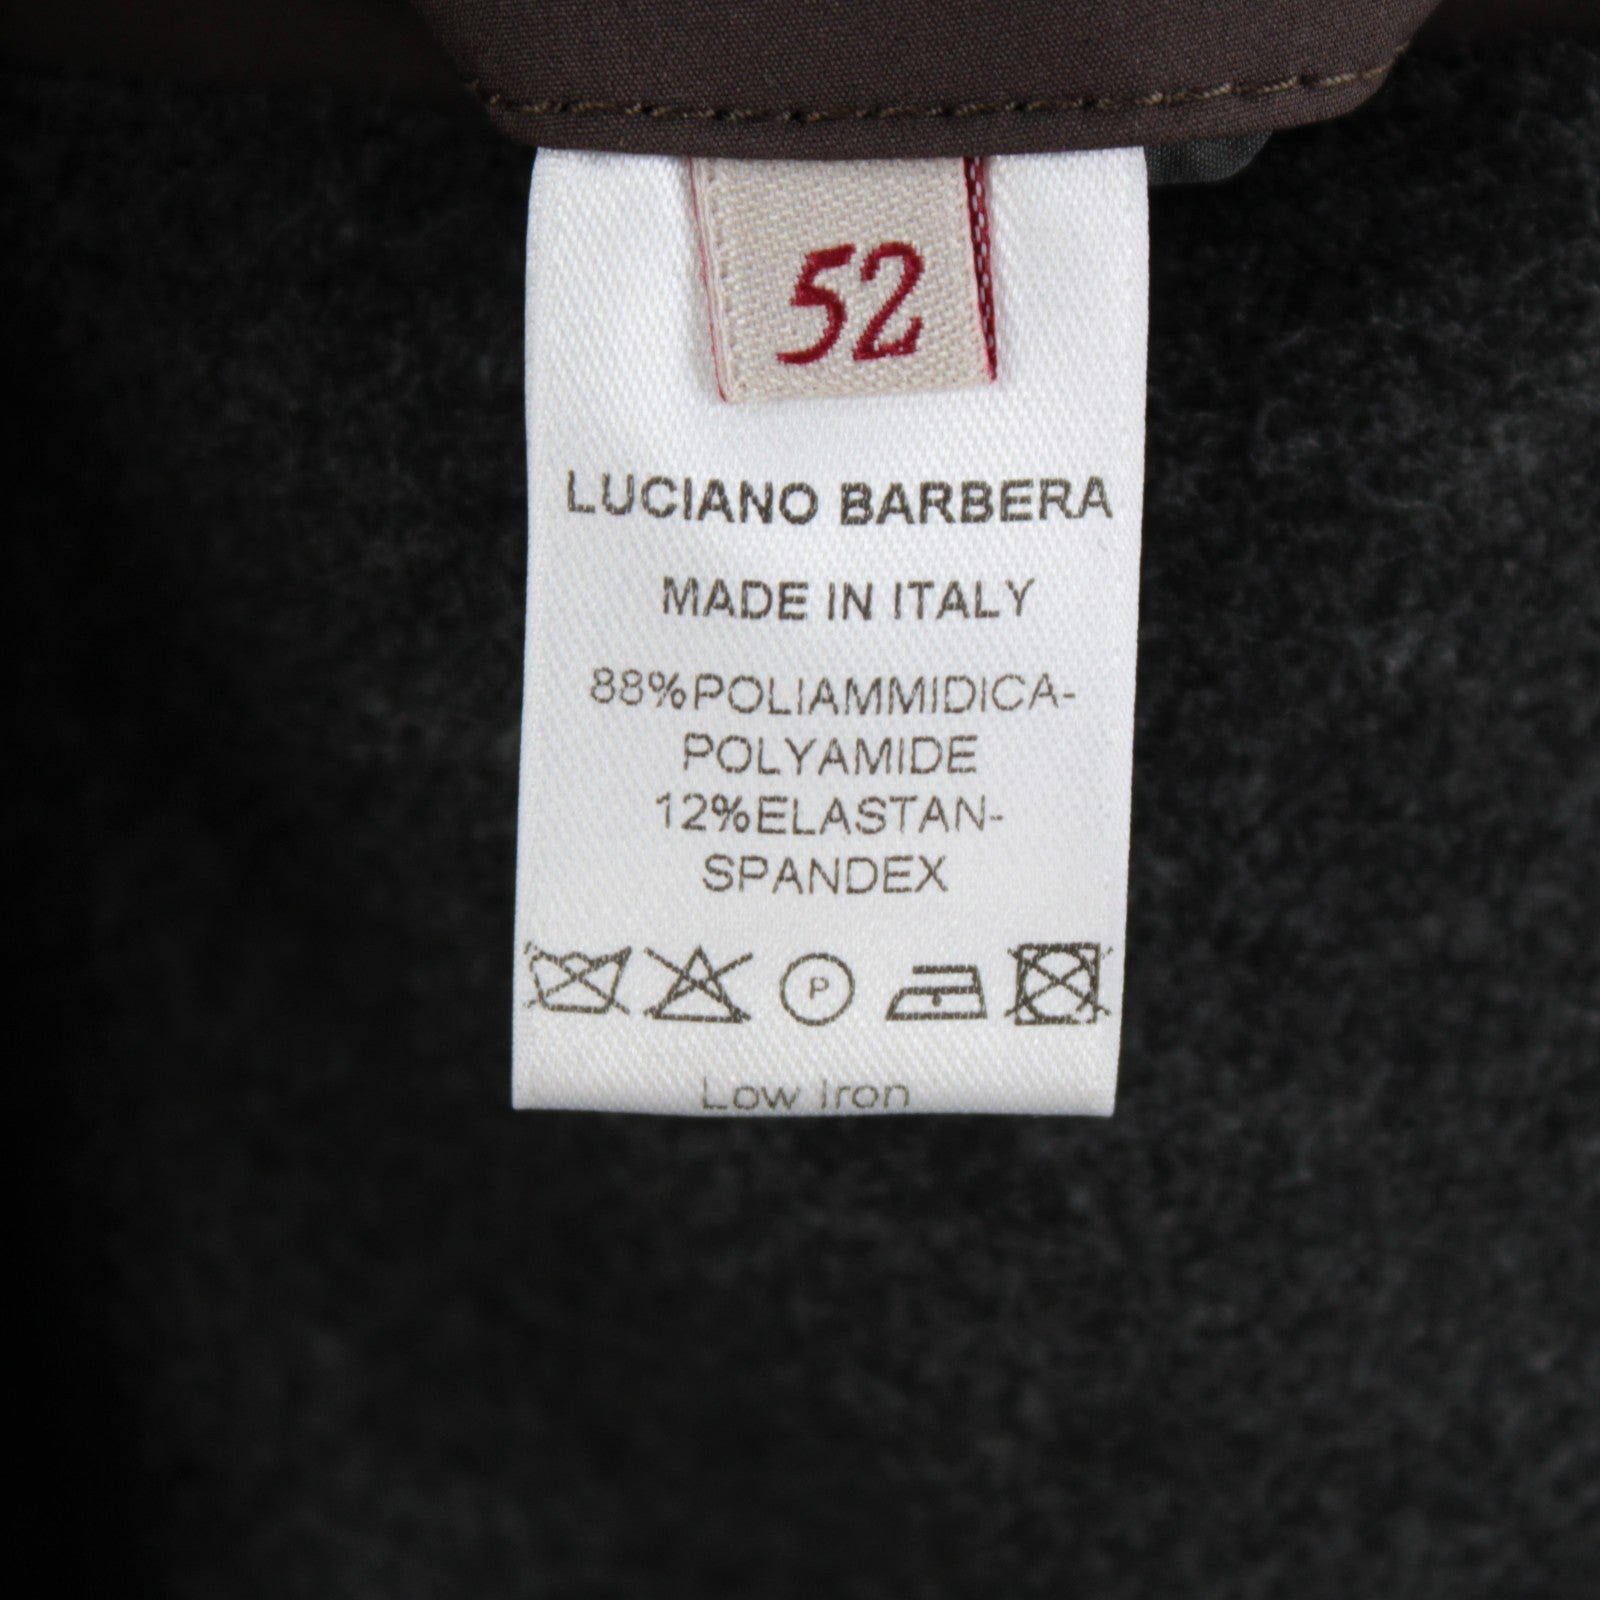 52
LUCIANO BARBERA
MADE IN ITALY
88%POLIAMMIDICA-
POLYAMIDE
12%ELASTAN-
SPANDEX
P
Low Iron